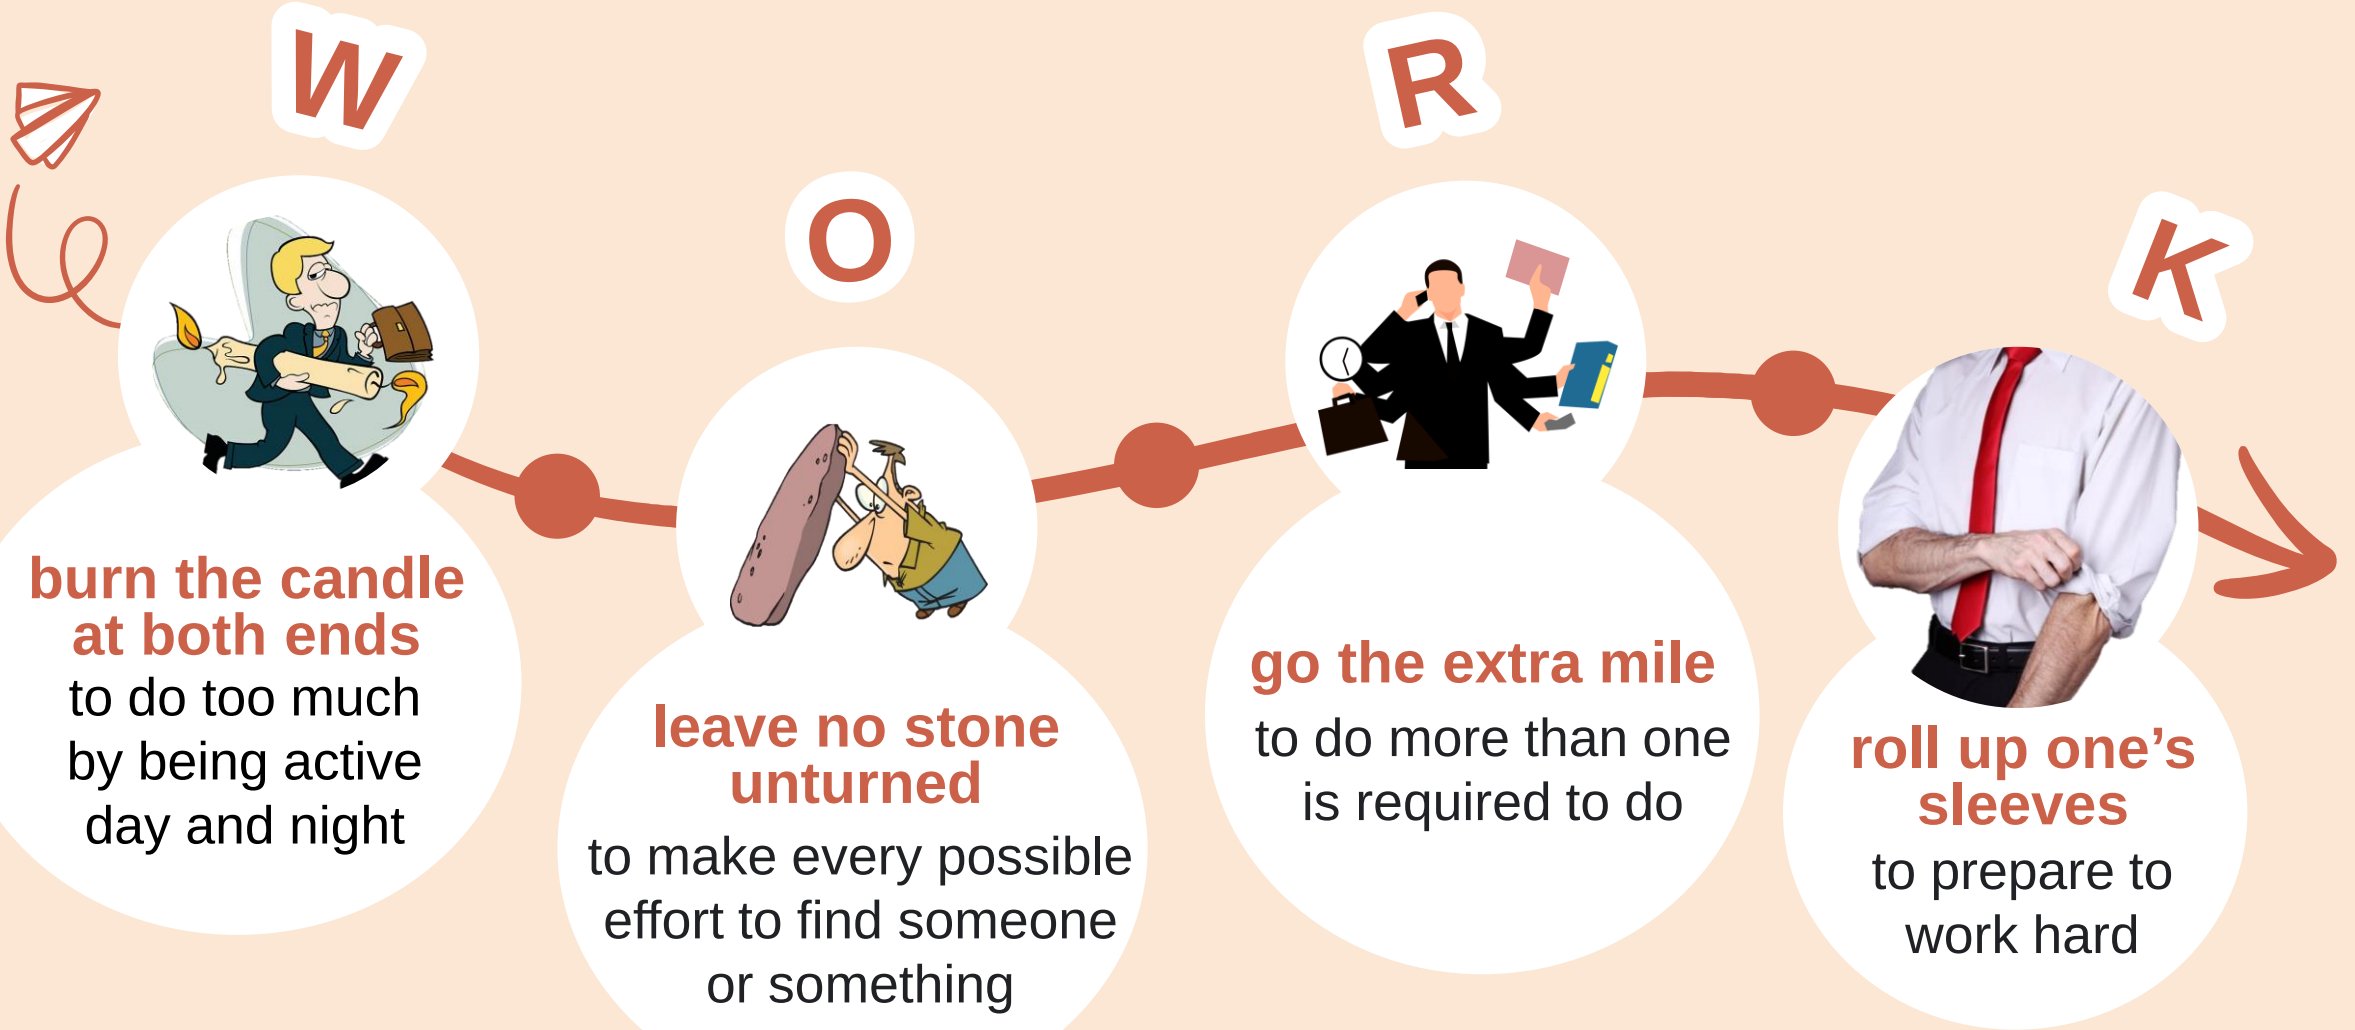 W
O
R
K
burn the candle
at both ends
to do too much
by being active
day and night
leave no stone
unturned
to make every possible
effort to find someone
or something
go the extra mile
to do more than one
is required to do
roll up one’s
sleeves
to prepare to
work hard